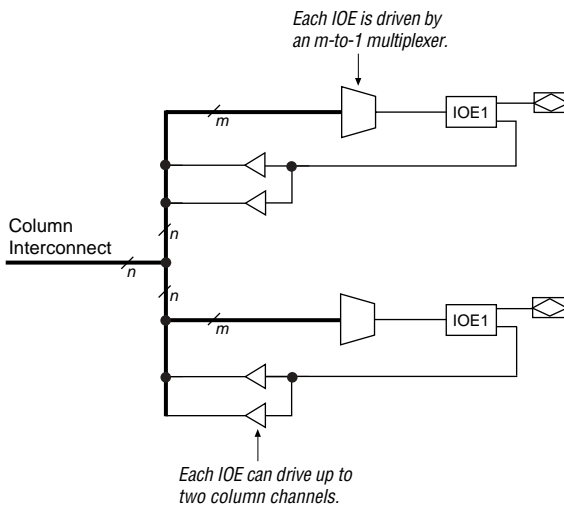 Each IOE is driven by
an m-to-1 multiplexer.
m
IOE1
Column
Interconnect
n
n
n
m
IOE1
Each IOE can drive up to
two column channels.